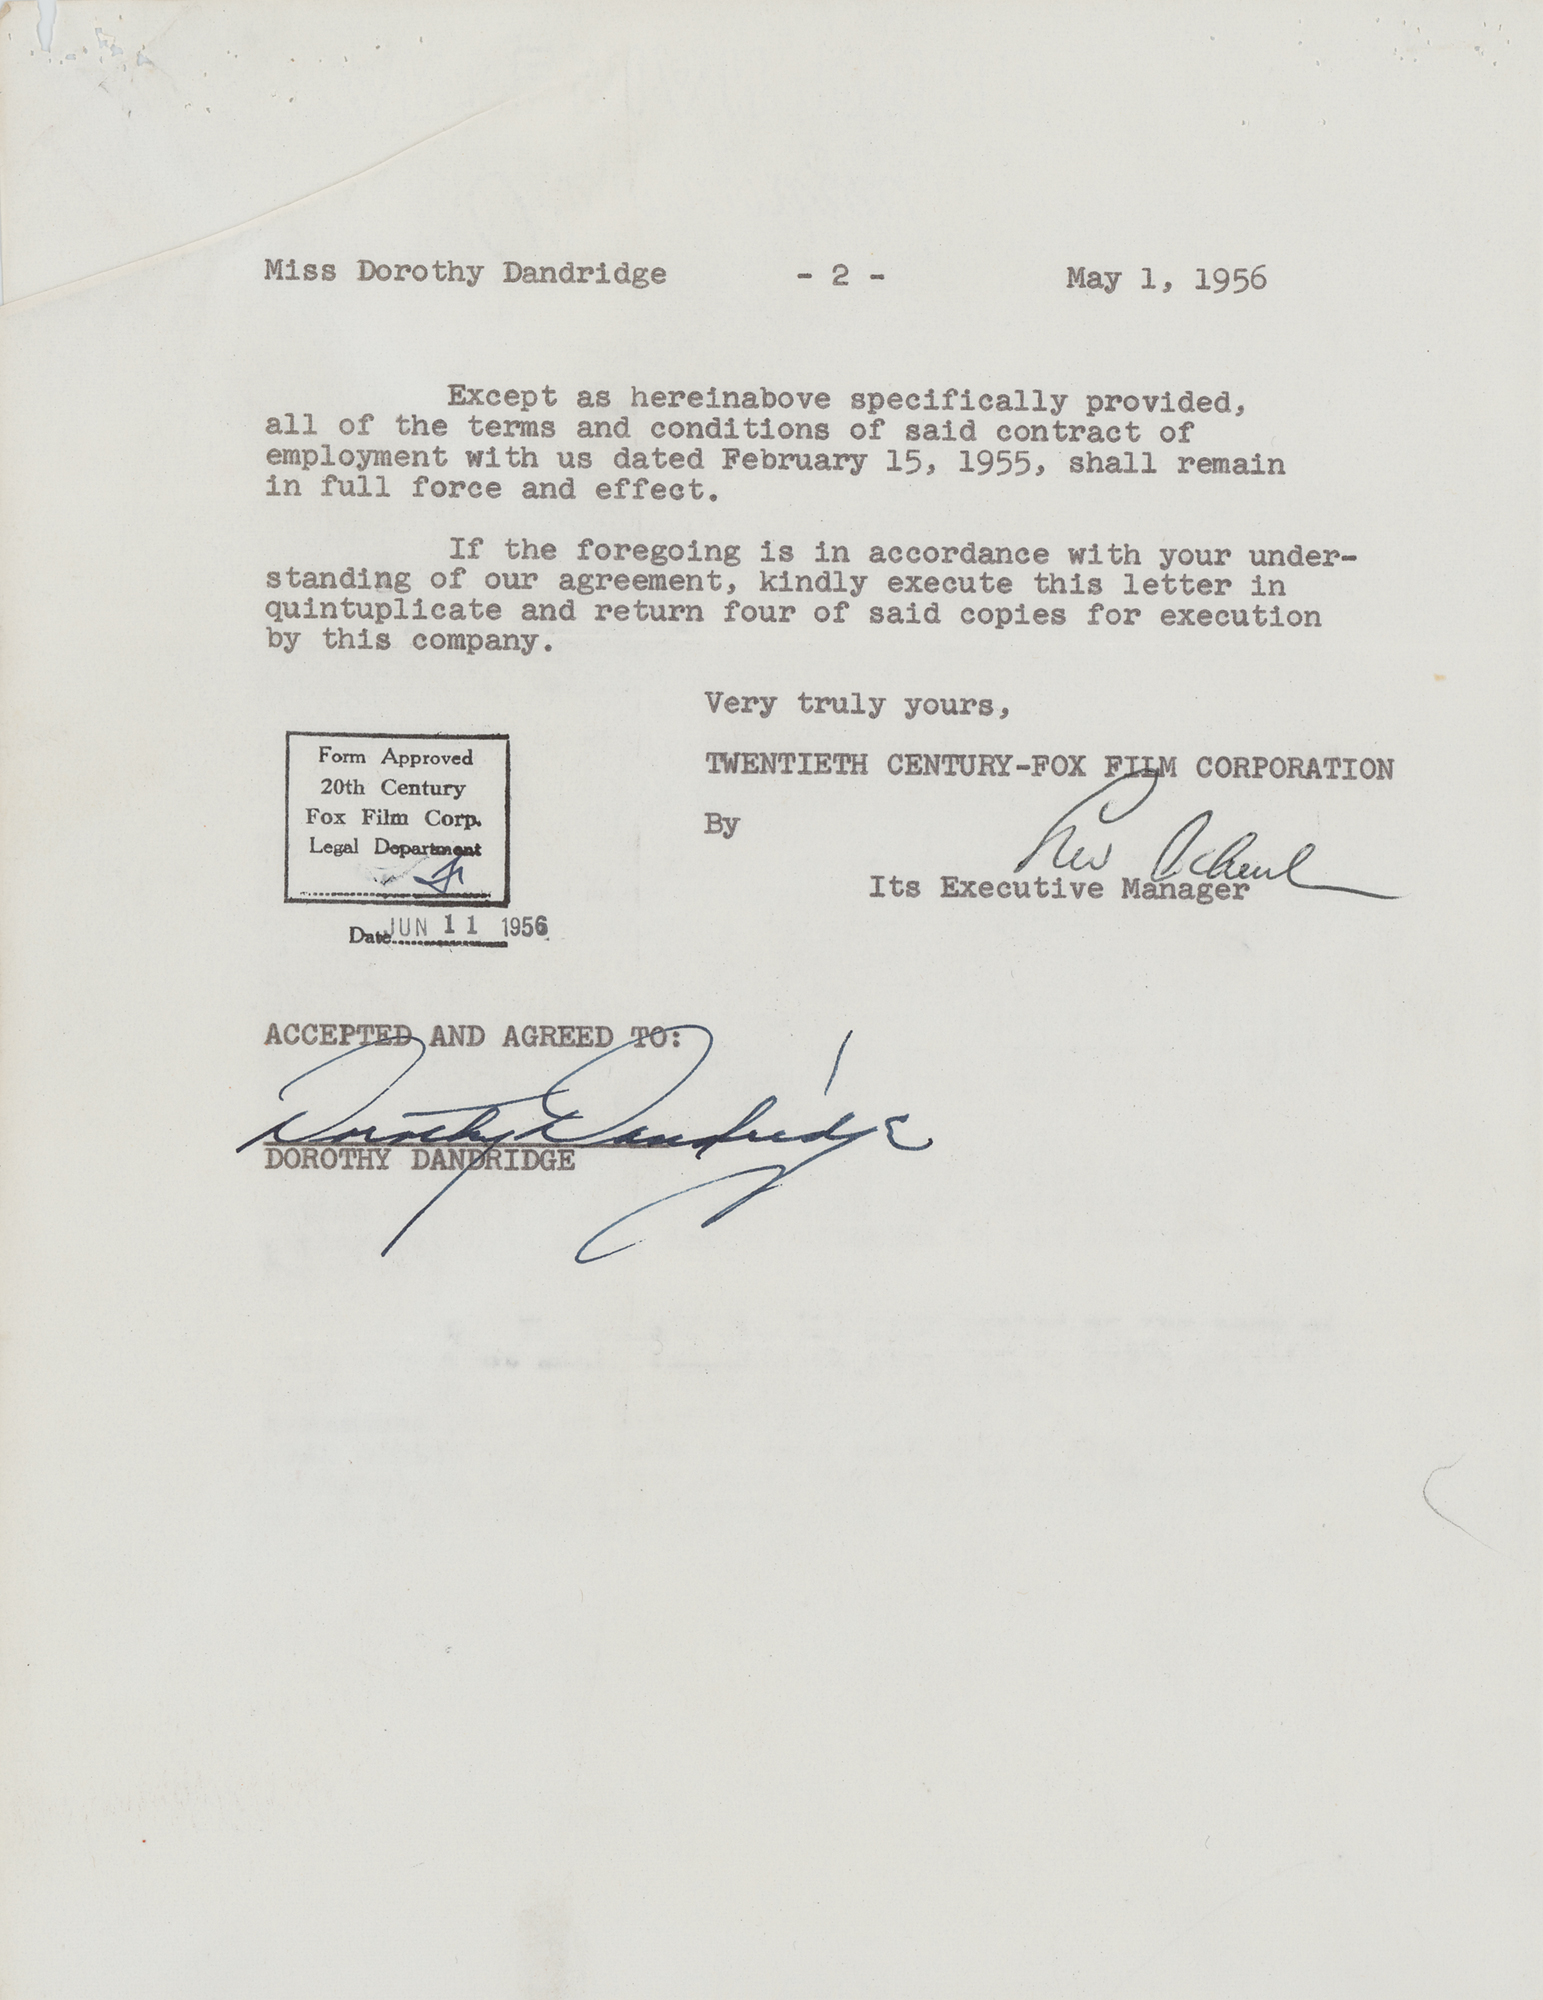 Miss Dorothy Dandridge - 2 - May 1, 1956
Except as hereinabove specifically provided,
all of the terms and conditions of said contract of
employment with us dated February 15, 1955, shall remain
in full force and effect.
If the foregoing is in accordance with your under-
standing of our agreement, kindly execute this letter in
quintuplicate and return four of said copies for execution
by this company.
Very truly yours,
TWENTIETH CENTURY-FOX FILM CORPORATION
By Lew Schreiber
Its Executive Manager
Form Approved
20th Century
Fox Film Corp.
Legal Department
Date JUN 11 1956
ACCEPTED AND AGREED TO:
Dorothy Dandridge
DOROTHY DANDRIDGE